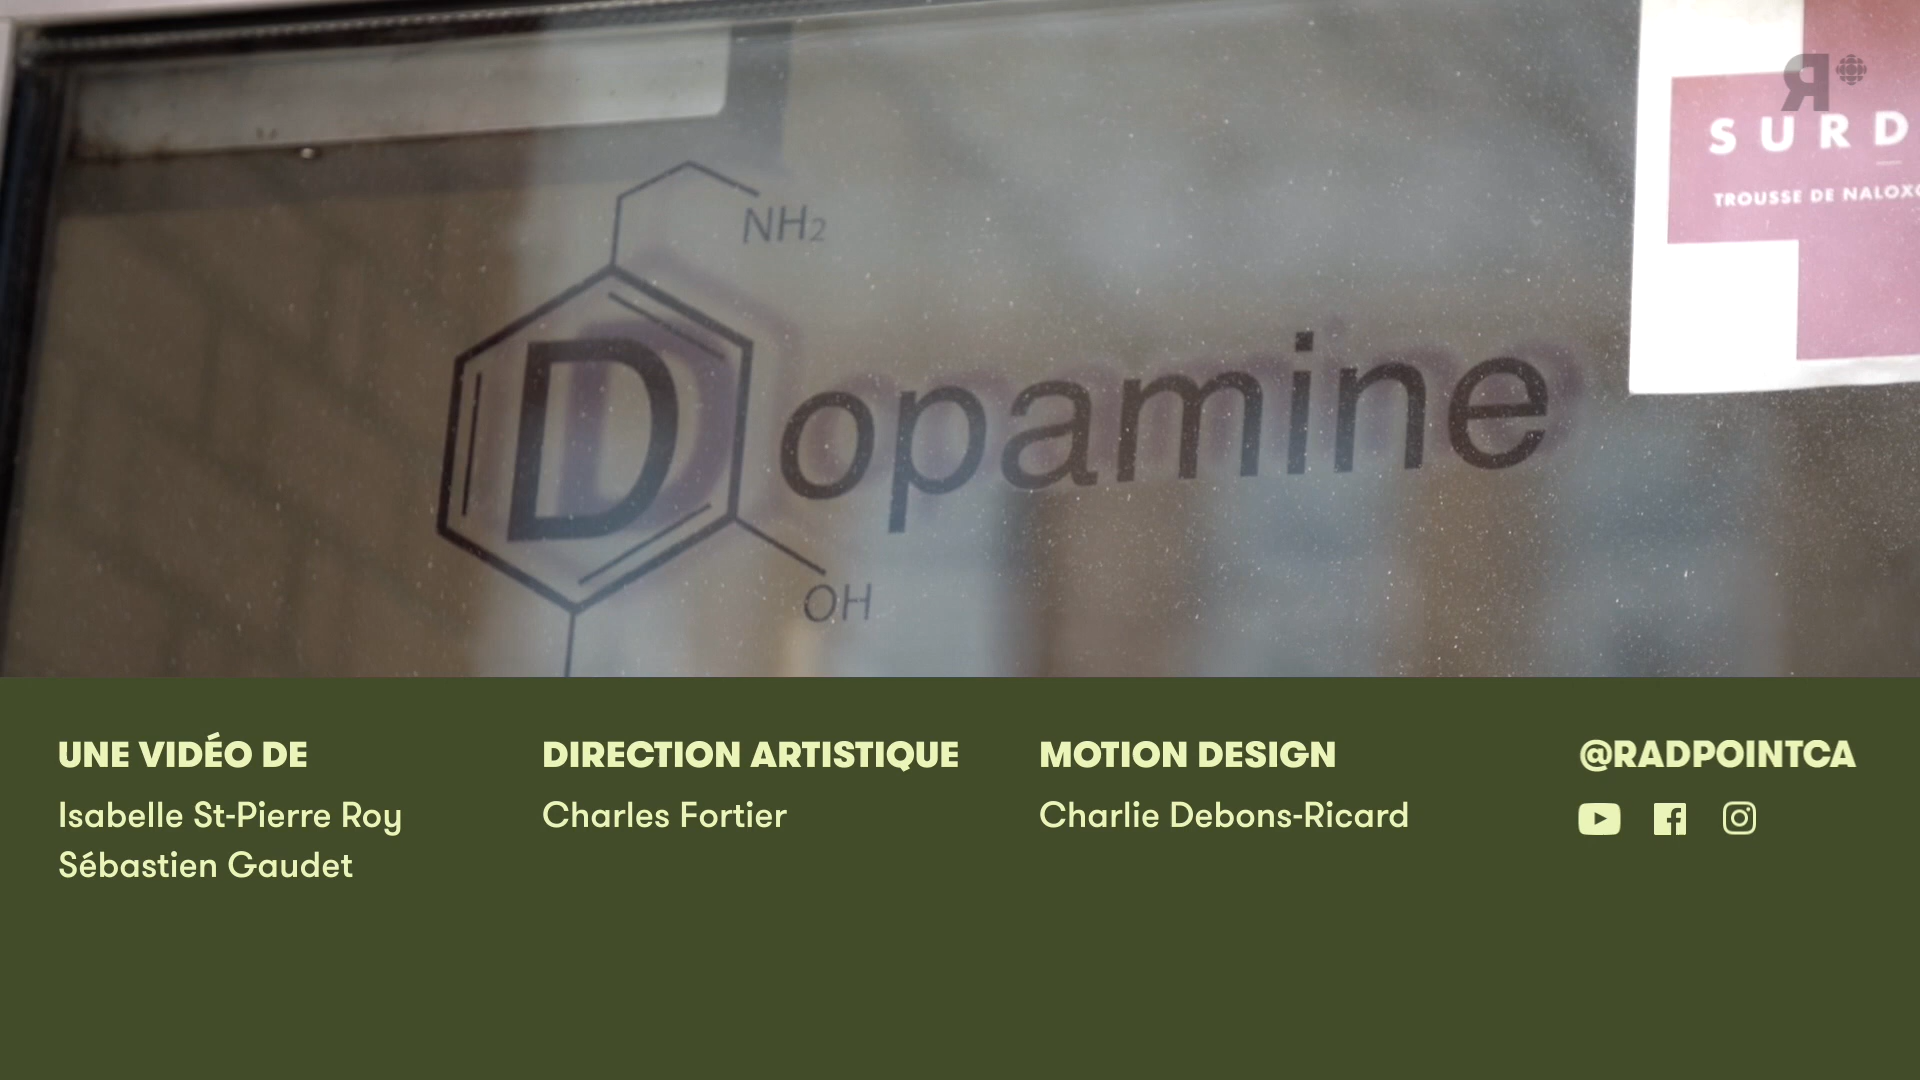 NH2
Dopamine
OH
SURD
TROUSSE DE NALOXO
UNE VIDÉO DE
Isabelle St-Pierre Roy
Sébastien Gaudet
DIRECTION ARTISTIQUE
Charles Fortier
MOTION DESIGN
Charlie Debons-Ricard
@RADPOINTCA